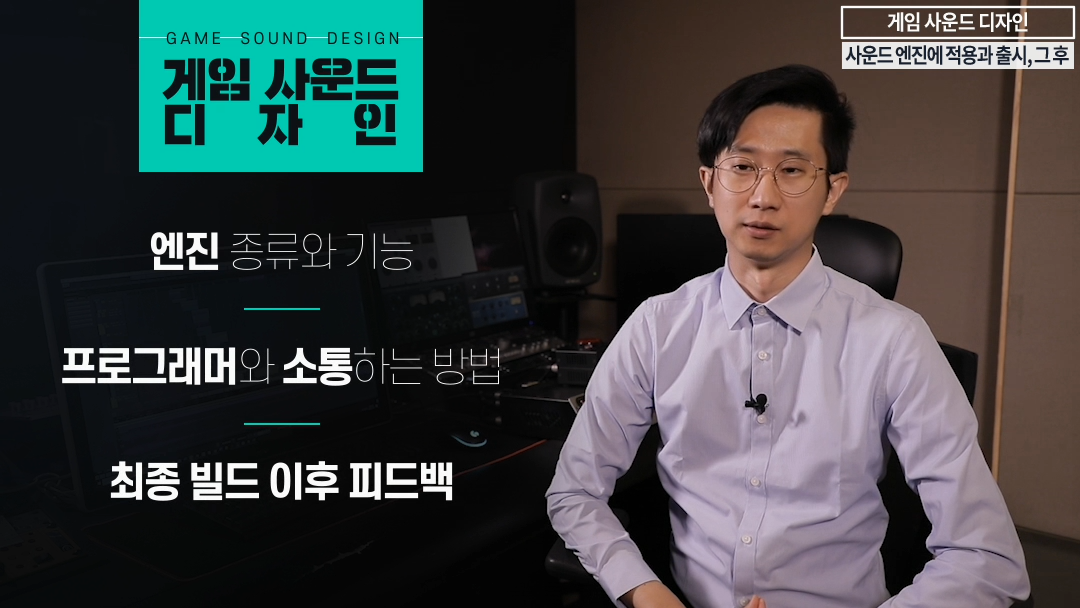 GAME SOUND DESIGN
게임 사운드
디자인
엔진 종류와 기능
프로그래머와 소통하는 방법
최종 빌드 이후 피드백
게임 사운드 디자인
사운드 엔진에 적용과 출시, 그 후